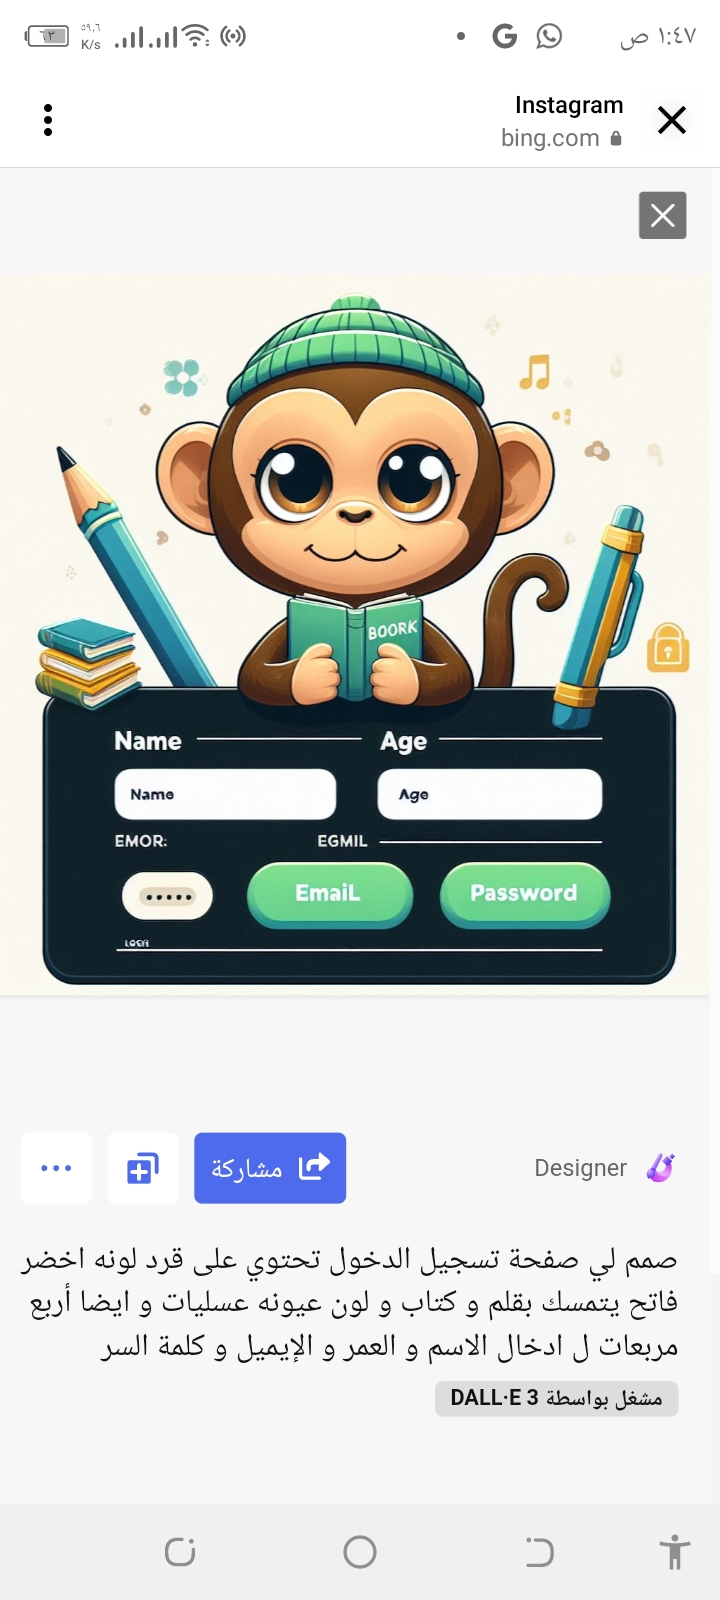 ٦٣
٥٩,٦
K/s
١:٤٧ ص
Instagram
bing.com
BOORK
Name
Age
Name
Age
EMOR:
EGMIL
EmaiL
Password
مشاركة
Designer
صمم لي صفحة تسجيل الدخول تحتوي على قرد لونه اخضر
فاتح يتمسك بقلم و كتاب و لون عيونه عسليات و ايضا أربع
مربعات ل ادخال الاسم و العمر و الإيميل و كلمة السر
مشغل بواسطة DALL·E 3